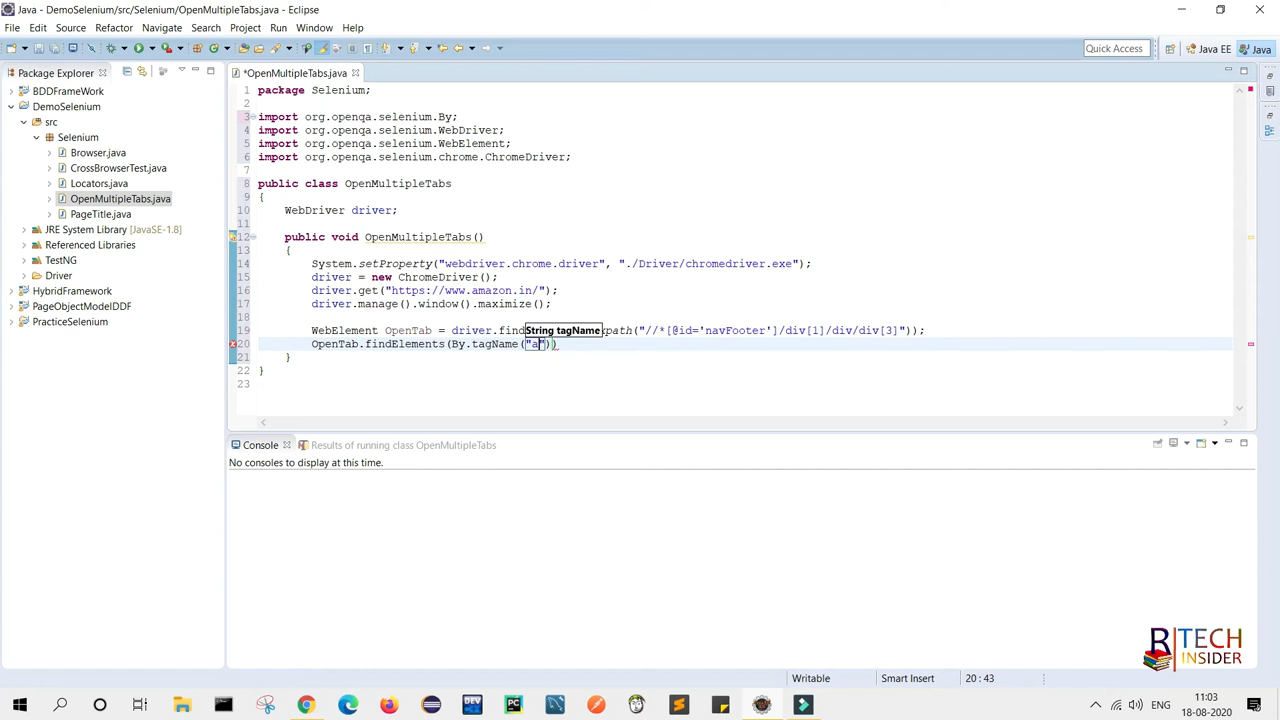 Java - DemoSelenium/src/Selenium/OpenMultipleTabs.java - Eclipse
File Edit Source Refactor Navigate Search Project Run Window Help
Quick Access
Java EE
Java
Package Explorer
BDDFrameWork
DemoSelenium
src
Selenium
Browser.java
CrossBrowserTest.java
Locators.java
OpenMultipleTabs.java
PageTitle.java
JRE System Library [JavaSE-1.8]
Referenced Libraries
TestNG
Driver
HybridFramework
PageObjectModelDDF
PracticeSelenium
*OpenMultipleTabs.java
1 package Selenium;
2
3 import org.openqa.selenium.By;
4 import org.openqa.selenium.WebDriver;
5 import org.openqa.selenium.WebElement;
6 import org.openqa.selenium.chrome.ChromeDriver;
7
8 public class OpenMultipleTabs
9 {
10 WebDriver driver;
11
12 public void OpenMultipleTabs()
13 {
14 System.setProperty("webdriver.chrome.driver", "./Driver/chromedriver.exe");
15 driver = new ChromeDriver();
16 driver.get("https://www.amazon.in/");
17 driver.manage().window().maximize();
18
19 WebElement OpenTab = driver.find String tagName path("//*[@id='navFooter']/div[1]/div/div[3]"));
20 OpenTab.findElements(By.tagName("a"))
21 }
22 }
23
Console
Results of running class OpenMultipleTabs
No consoles to display at this time.
R TECH
INSIDER
Writable
Smart Insert
20 : 43
DEV
PC
ENG
11:03
18-08-2020